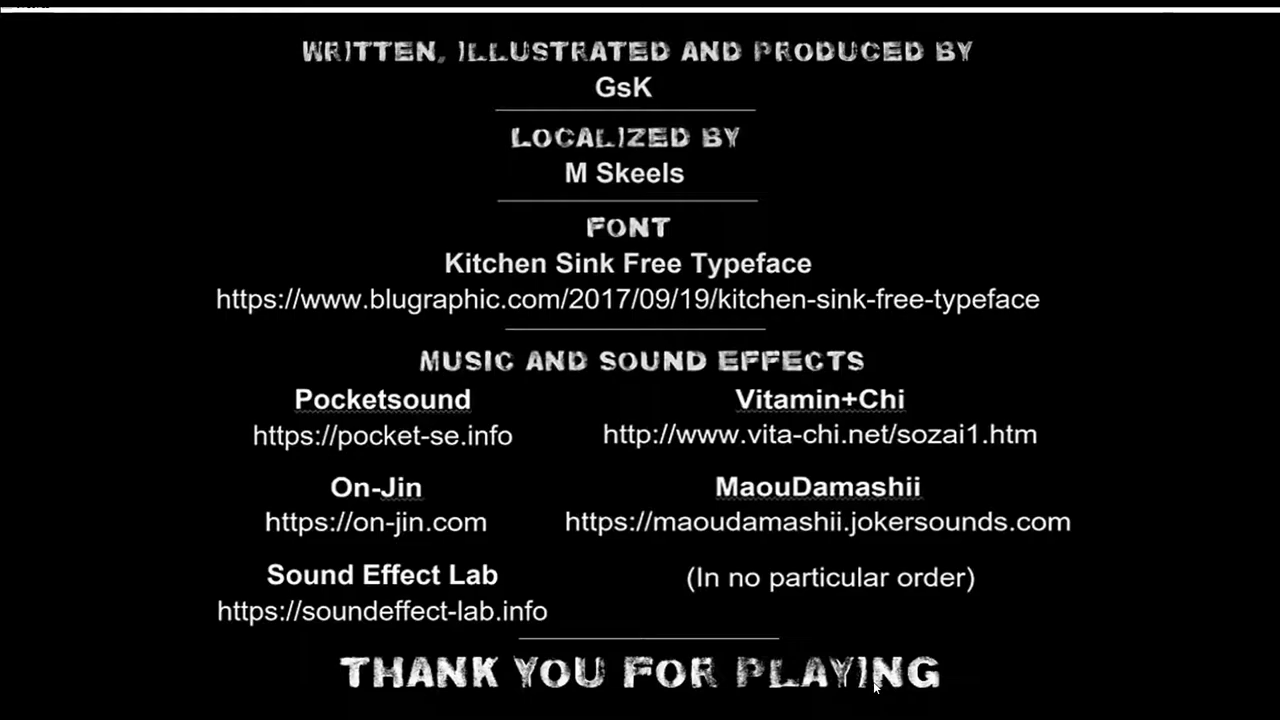 WRITTEN, ILLUSTRATED AND PRODUCED BY
GsK
LOCALIZED BY
M Skeels
FONT
Kitchen Sink Free Typeface
https://www.blugraphic.com/2017/09/19/kitchen-sink-free-typeface
MUSIC AND SOUND EFFECTS
Pocketsound
https://pocket-se.info
Vitamin+Chi
http://www.vita-chi.net/sozai1.htm
On-Jin
https://on-jin.com
MaouDamashii
https://maoudamashii.jokersounds.com
Sound Effect Lab
https://soundeffect-lab.info
(In no particular order)
THANK YOU FOR PLAYING